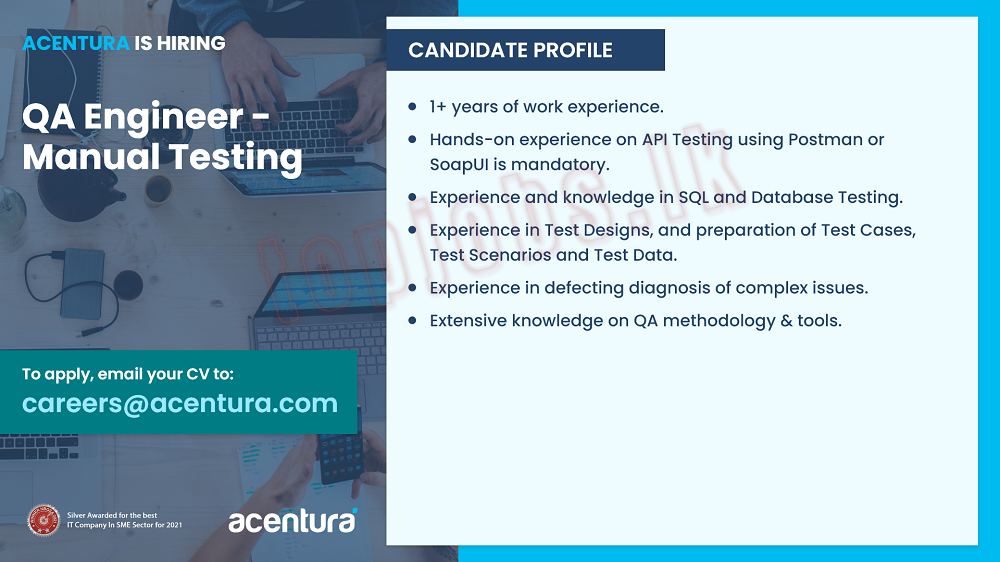 ACENTURA IS HIRING
QA Engineer -
Manual Testing
To apply, email your CV to:
careers@acentura.com
Silver Awarded for the best
IT Company In SME Sector for 2021
acentura
CANDIDATE PROFILE
• 1+ years of work experience.
• Hands-on experience on API Testing using Postman or
SoapUI is mandatory.
• Experience and knowledge in SQL and Database Testing.
• Experience in Test Designs, and preparation of Test Cases,
Test Scenarios and Test Data.
• Experience in defecting diagnosis of complex issues.
• Extensive knowledge on QA methodology & tools.
topjobs.lk